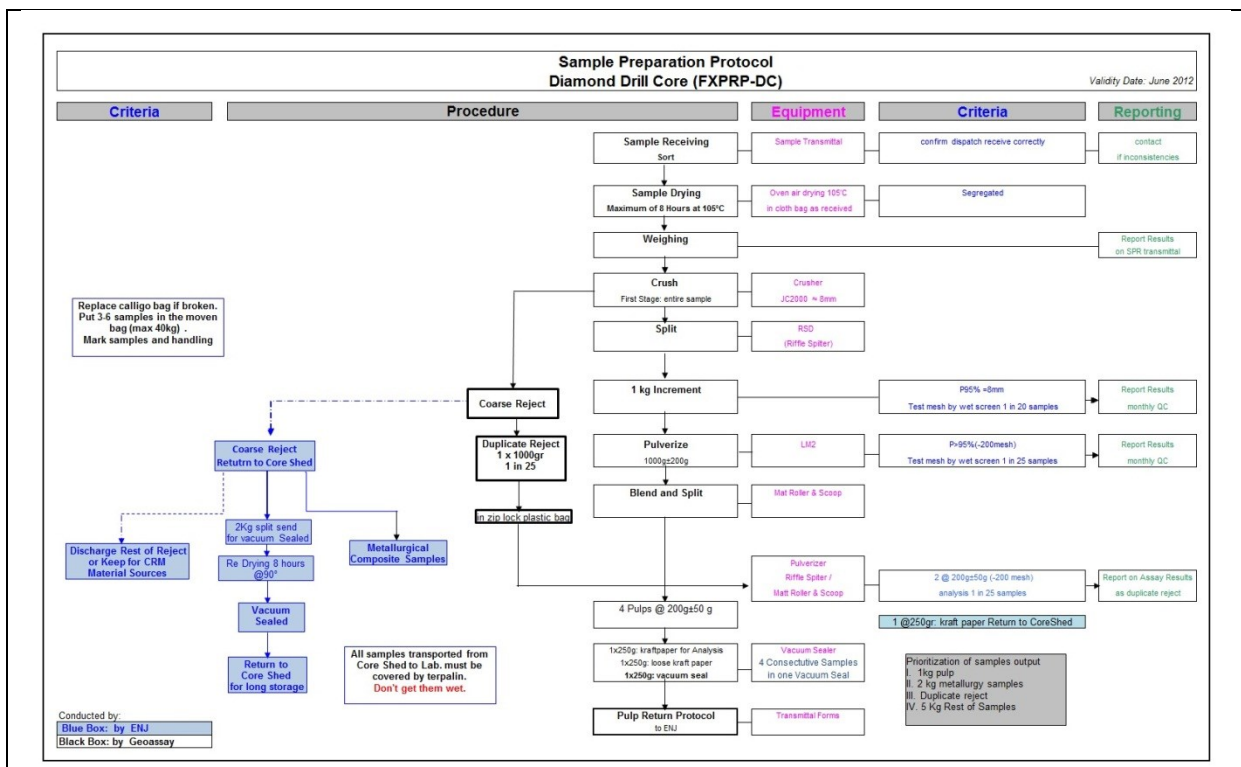 Sample Preparation Protocol
Diamond Drill Core (FXPRP-DC)
Validity Date: June 2012
Criteria
Procedure
Equipment
Criteria
Reporting
Sample Receiving
Sort
Sample Transmittal
confirm dispatch receive correctly
contact
if inconsistencies
Sample Drying
Maximum of 8 Hours at 105ºC
Oven air drying 105'C
in cloth bag as received
Segregated
Weighing
Report Results
on SPR transmittal
Crush
First Stage: entire sample
Crusher
JC2000 ≈ 8mm
Replace calligo bag if broken.
Put 3-6 samples in the moven
bag (max 40kg) .
Mark samples and handling
Split
RSD
(Riffle Spliter)
1 kg Increment
P95% =8mm
Test mesh by wet screen 1 in 20 samples
Report Results
monthly QC
Coarse Reject
Duplicate Reject
1 x 1000gr
1 in 25
Pulverize
1000g±200g
LM2
P>95%(-200mesh)
Test mesh by wet screen 1 in 25 samples
Report Results
monthly QC
Coarse Reject
Retutrn to Core Shed
Blend and Split
Mat Roller & Scoop
in zip lock plastic bag
2Kg split send
for vacuum Sealed
Discharge Rest of Reject
or Keep for CRM
Material Sources
Re Drying 8 hours
@90°
Metallurgical
Composite Samples
Pulverizer
Riffle Spliter /
Matt Roller & Scoop
2 @ 200g±50g (-200 mesh)
analysis 1 in 25 samples
Report on Assay Results
as duplicate reject
4 Pulps @ 200g±50 g
1 @250gr: kraft paper Return to CoreShed
Vacuum
Sealed
Return to
Core Shed
for long storage
All samples transported from
Core Shed to Lab. must be
covered by terpalin.
Don't get them wet.
1x250g: kraftpaper for Analysis
1x250g: loose kraft paper
1x250g: vacuum seal
Vacuum Sealer
4 Consectutive Samples
in one Vacuum Seal
Prioritization of samples output
I. 1kg pulp
II. 2 kg metallurgy samples
III. Duplicate reject
IV. 5 Kg Rest of Samples
Pulp Return Protocol
to ENJ
Transmittal Forms
Conducted by:
Blue Box: by ENJ
Black Box: by Geoassay